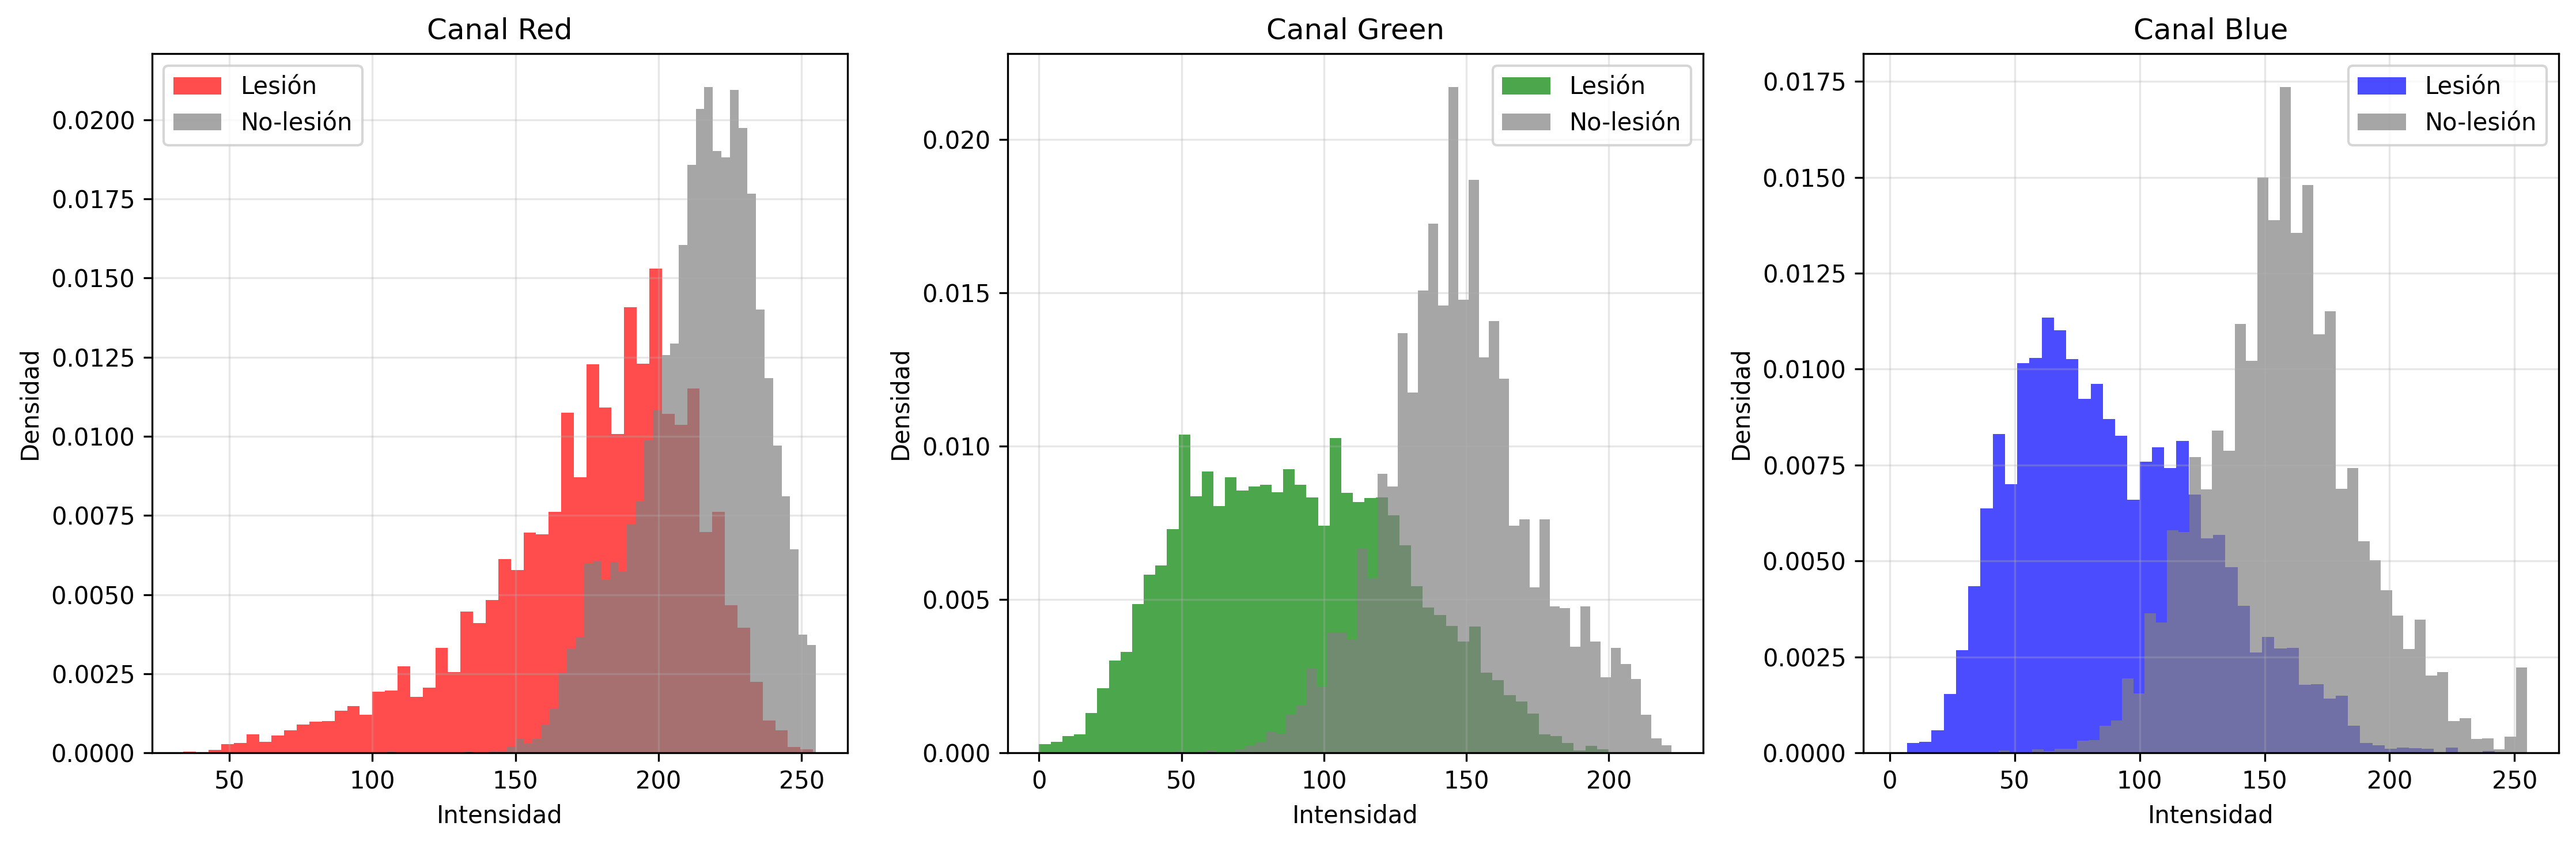 Canal Red
Lesión
No-lesión
0.0200
0.0175
0.0150
0.0125
0.0100
0.0075
0.0050
0.0025
0.0000
Densidad
50 100 150 200 250
Intensidad
Canal Green
Lesión
No-lesión
0.020
0.015
0.010
0.005
0.000
Densidad
0 50 100 150 200
Intensidad
Canal Blue
Lesión
No-lesión
0.0175
0.0150
0.0125
0.0100
0.0075
0.0050
0.0025
0.0000
Densidad
0 50 100 150 200 250
Intensidad